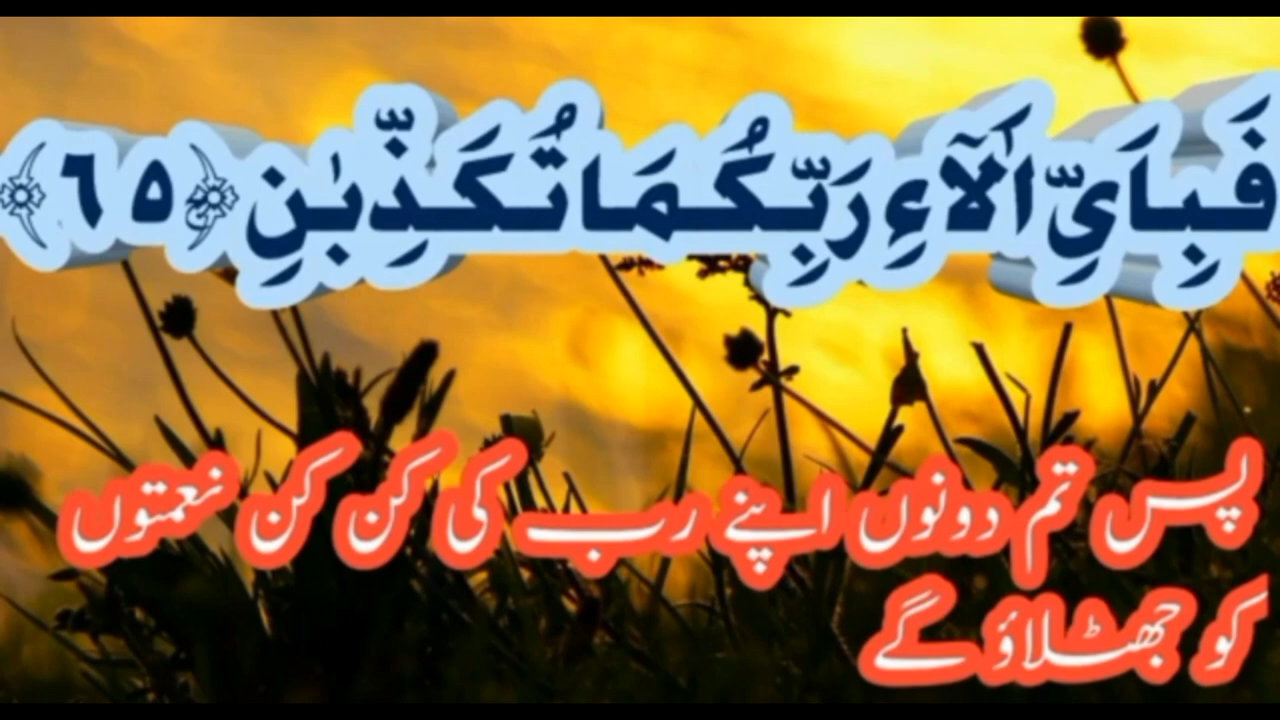 فَبِاَیِّ اٰلَآءِ رَبِّكُمَا تُكَذِّبٰنِ ﴿٦٥﴾
پس تم دونوں اپنے رب کی کن کن نعمتوں
کو جھٹلاؤ گے